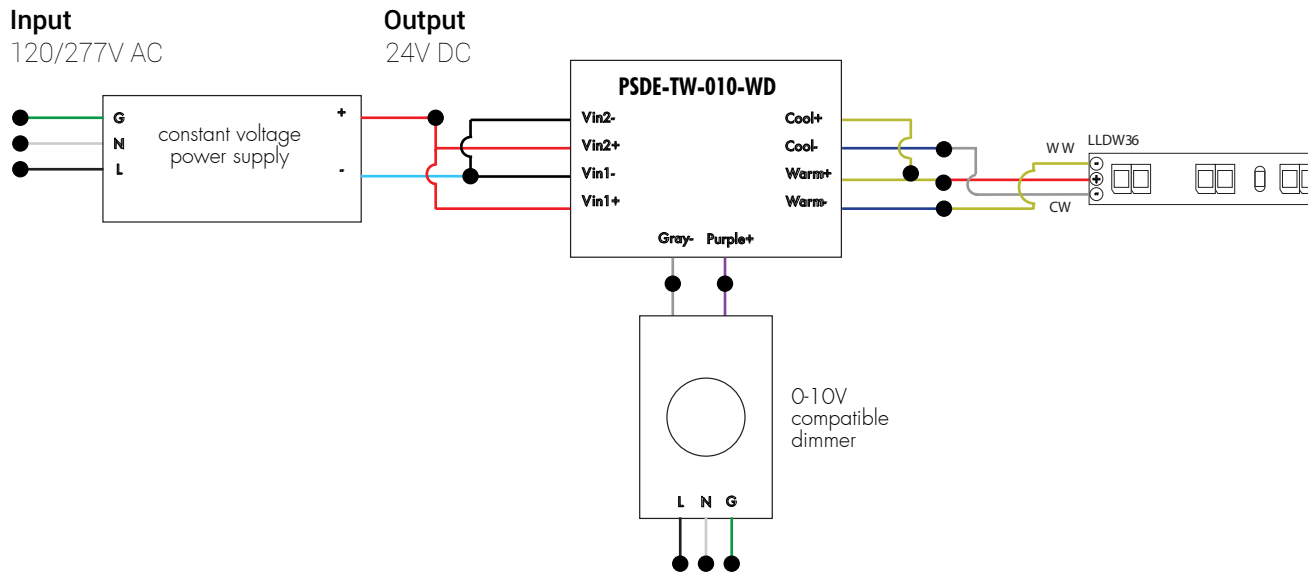 Input
120/277V AC
Output
24V DC
G
N
L
constant voltage
power supply
+
-
PSDE-TW-010-WD
Vin2-
Vin2+
Vin1-
Vin1+
Cool+
Cool-
Warm+
Warm-
Gray- Purple+
WW
CW
LLDW36
-
+
-
0-10V
compatible
dimmer
L N G